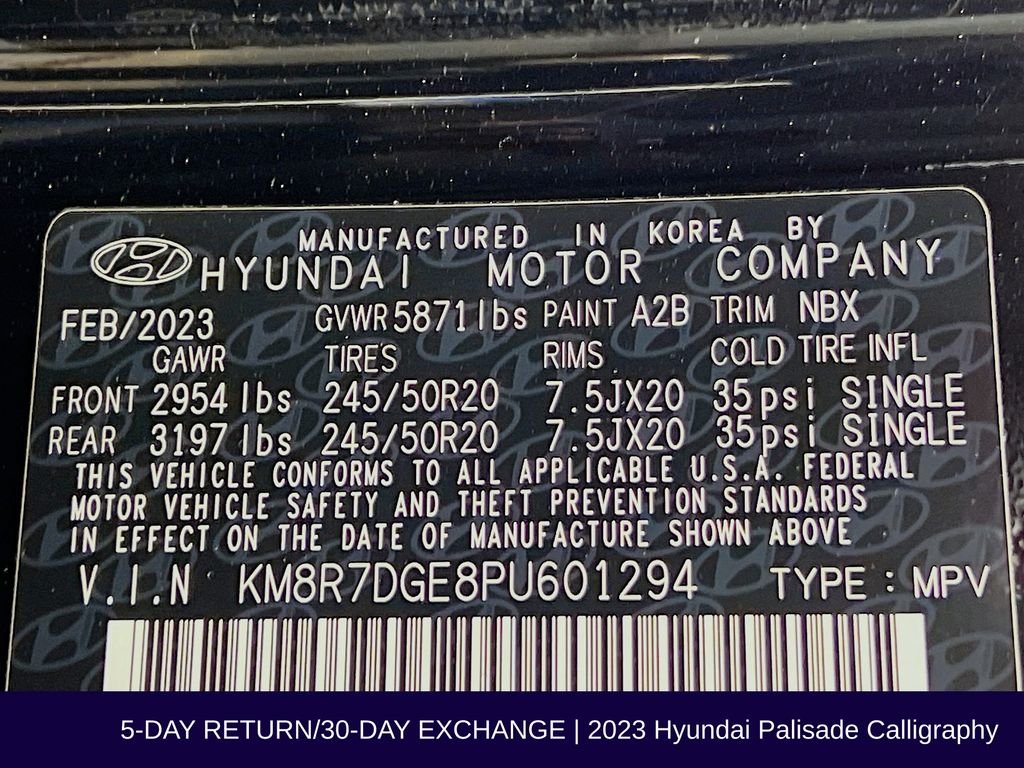 MANUFACTURED IN KOREA BY
HYUNDAI MOTOR COMPANY
FEB/2023 GVWR 5871 lbs PAINT A2B TRIM NBX
GAWR TIRES RIMS COLD TIRE INFL
FRONT 2954 lbs 245/50R20 7.5JX20 35psi SINGLE
REAR 3197 lbs 245/50R20 7.5JX20 35psi SINGLE
THIS VEHICLE CONFORMS TO ALL APPLICABLE U.S.A. FEDERAL
MOTOR VEHICLE SAFETY AND THEFT PREVENTION STANDARDS
IN EFFECT ON THE DATE OF MANUFACTURE SHOWN ABOVE
V.I.N KM8R7DGE8PU601294 TYPE : MPV
5-DAY RETURN/30-DAY EXCHANGE | 2023 Hyundai Palisade Calligraphy